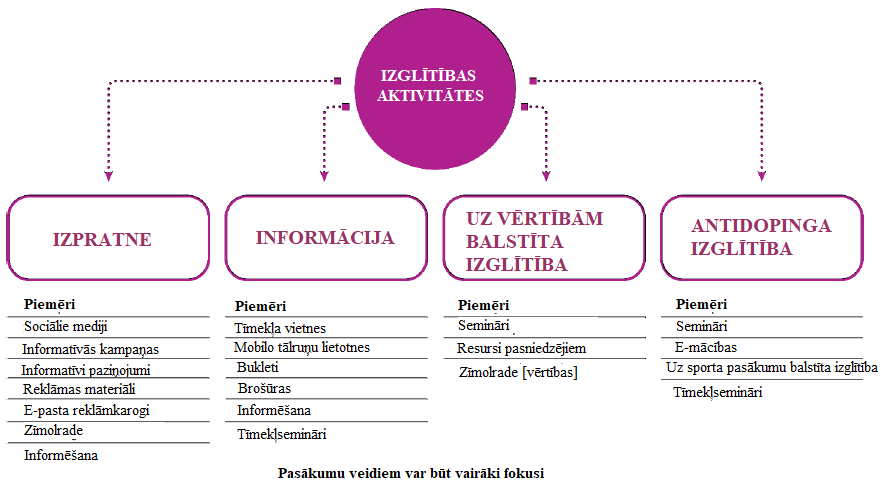 IZGLĪTĪBAS
AKTIVITĀTES
IZPRATNE
Piemēri
Sociālie mediji
Informatīvās kampaņas
Informatīvi paziņojumi
Reklāmas materiāli
E-pasta reklāmkarogi
Zīmolrade
Informēšana
INFORMĀCIJA
Piemēri
Tīmekļa vietnes
Mobilo tālruņu lietotnes
Bukleti
Brošūras
Informēšana
Tīmekļsemināri
UZ VĒRTĪBĀM
BALSTĪTA
IZGLĪTĪBA
Piemēri
Semināri
Resursi pasniedzējiem
Zīmolrade [vērtības]
ANTIDOPINGA
IZGLĪTĪBA
Piemēri
Semināri
E-mācības
Uz sporta pasākumu balstīta izglītība
Tīmekļsemināri
Pasākumu veidiem var būt vairāki fokusi